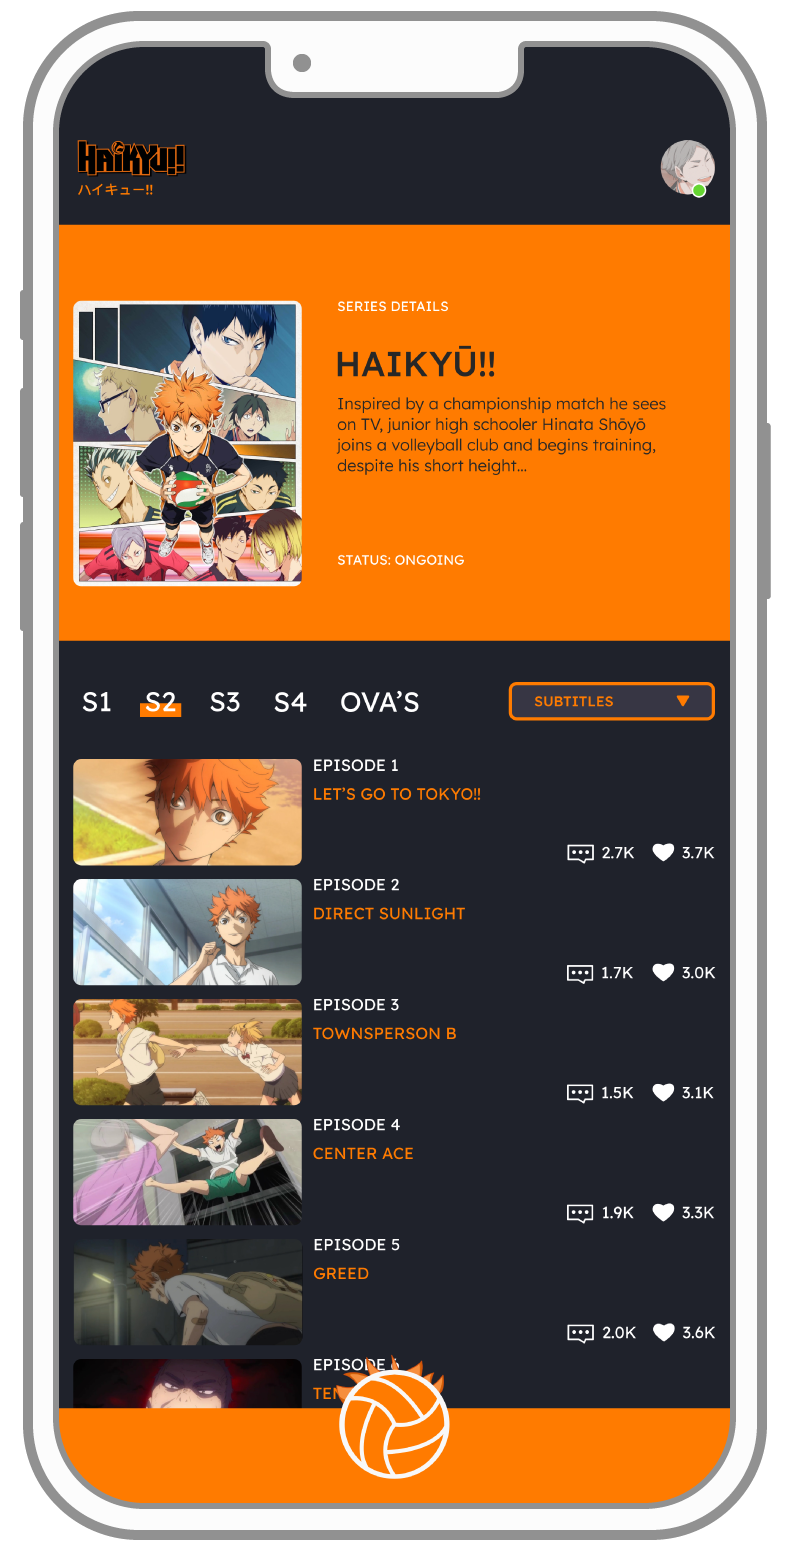 HAIKYU!!
ハイキュー!!
SERIES DETAILS
HAIKYŪ!!
Inspired by a championship match he sees
on TV, junior high schooler Hinata Shōyō
joins a volleyball club and begins training,
despite his short height...
STATUS: ONGOING
S1 S2 S3 S4 OVA’S SUBTITLES
EPISODE 1
LET’S GO TO TOKYO!!
2.7K 3.7K
EPISODE 2
DIRECT SUNLIGHT
1.7K 3.0K
EPISODE 3
TOWNSPERSON B
1.5K 3.1K
EPISODE 4
CENTER ACE
1.9K 3.3K
EPISODE 5
GREED
2.0K 3.6K
EPISODE 6